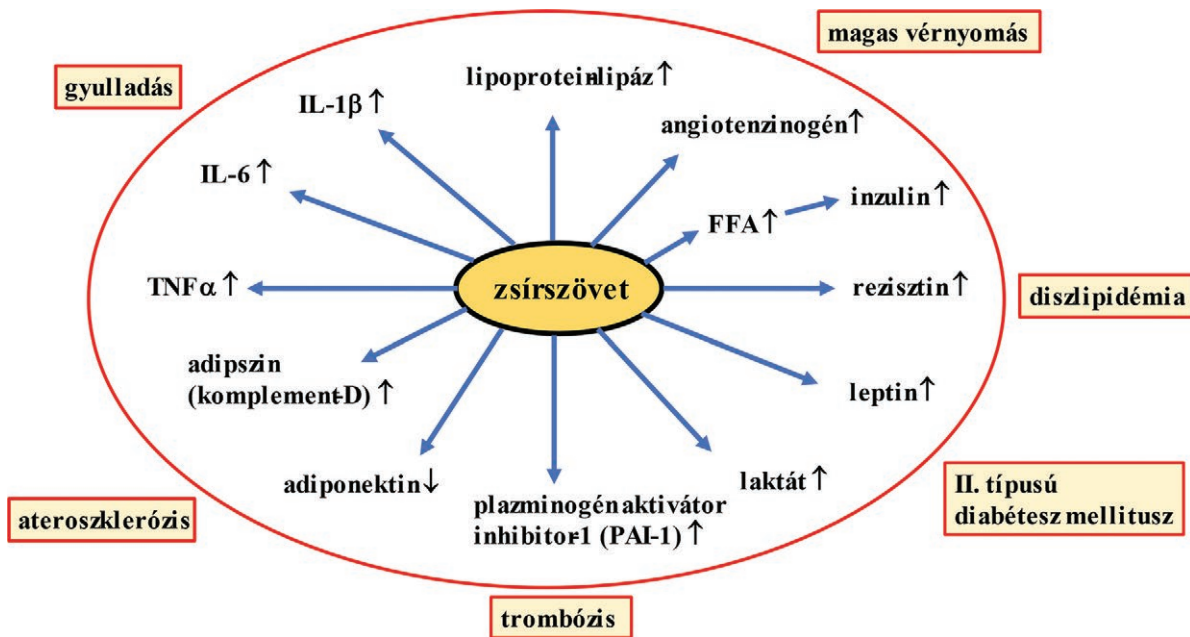 magas vérnyomás
gyulladás
lipoprotein-lipáz ↑
IL-1β ↑
angiotenzinogén ↑
IL-6 ↑
inzulin ↑
FFA ↑
TNFα ↑
zsírszövet
rezisztin ↑
diszlipidémia
adipszin
(komplement-D) ↑
leptin ↑
adiponektin ↓
laktát ↑
plazminogén aktivátor
inhibitor-1 (PAI-1) ↑
II. típusú
diabétesz mellitusz
ateroszklerózis
trombózis